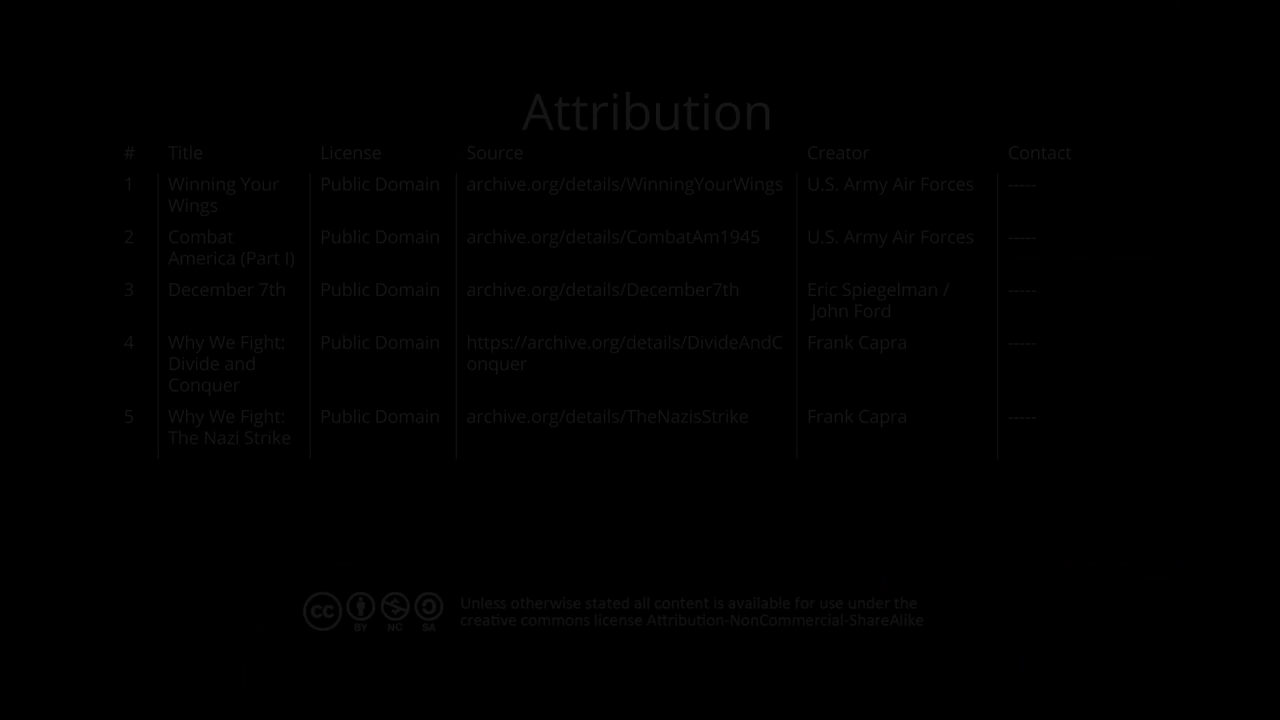 Attribution
# Title License Source Creator Contact
1 Winning Your Public Domain archive.org/details/WinningYourWings U.S. Army Air Forces -----
Wings
2 Combat Public Domain archive.org/details/CombatAm1945 U.S. Army Air Forces -----
America (Part I)
3 December 7th Public Domain archive.org/details/December7th Eric Spiegelman / -----
John Ford
4 Why We Fight: Public Domain https://archive.org/details/DivideAndC Frank Capra -----
Divide and onquer
Conquer
5 Why We Fight: Public Domain archive.org/details/TheNazisStrike Frank Capra -----
The Nazi Strike
cc Unless otherwise stated all content is available for use under the
BY NC SA creative commons license Attribution-NonCommercial-ShareAlike